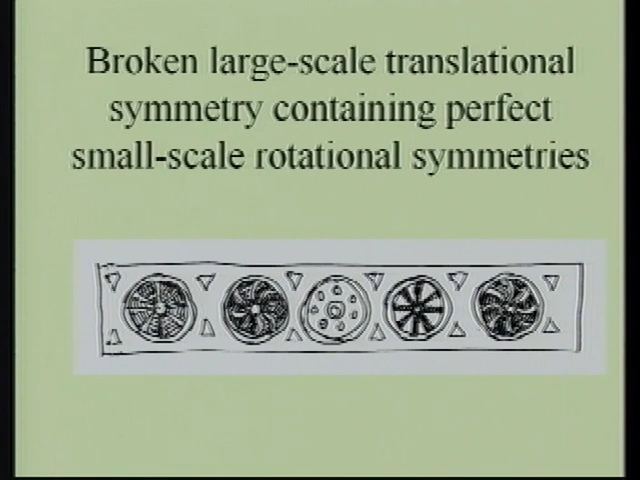 Broken large-scale translational
symmetry containing perfect
small-scale rotational symmetries